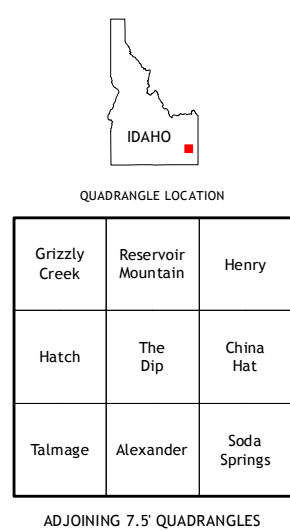 IDAHO
QUADRANGLE LOCATION
Grizzly
Creek
Reservoir
Mountain
Henry
Hatch
The
Dip
China
Hat
Talmage
Alexander
Soda
Springs
ADJOINING 7.5' QUADRANGLES